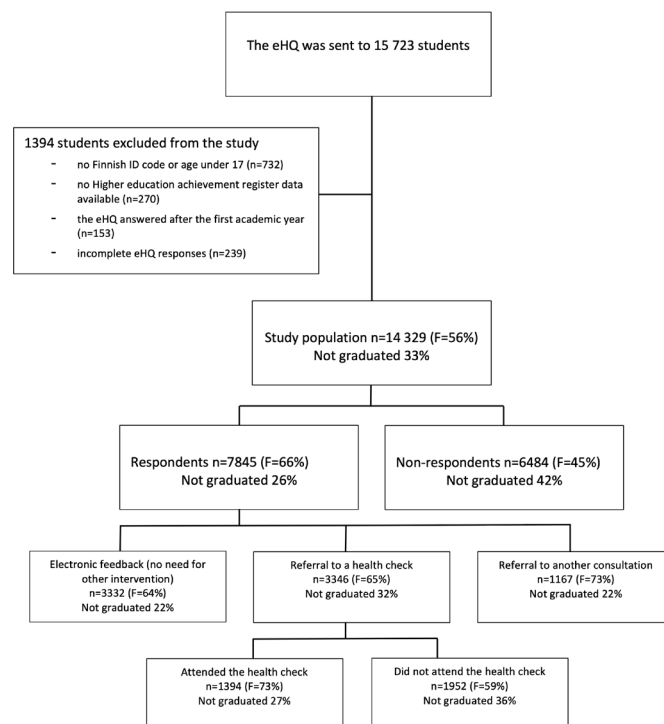 The eHQ was sent to 15 723 students
1394 students excluded from the study
- no Finnish ID code or age under 17 (n=732)
- no Higher education achievement register data
available (n=270)
- the eHQ answered after the first academic year
(n=153)
- incomplete eHQ responses (n=239)
Study population n=14 329 (F=56%)
Not graduated 33%
Respondents n=7845 (F=66%)
Not graduated 26%
Non-respondents n=6484 (F=45%)
Not graduated 42%
Electronic feedback (no need for
other intervention)
n=3332 (F=64%)
Not graduated 22%
Referral to a health check
n=3346 (F=65%)
Not graduated 32%
Referral to another consultation
n=1167 (F=73%)
Not graduated 22%
Attended the health check
n=1394 (F=73%)
Not graduated 27%
Did not attend the health check
n=1952 (F=59%)
Not graduated 36%